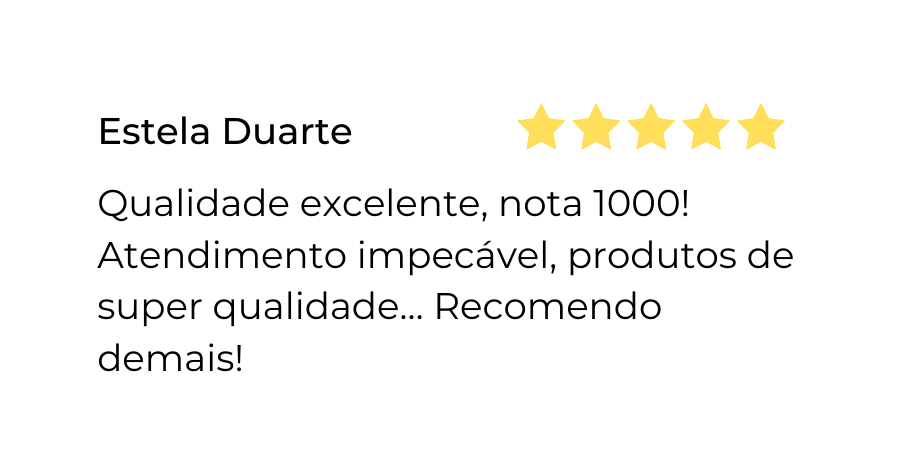 Estela Duarte
Qualidade excelente, nota 1000!
Atendimento impecável, produtos de
super qualidade... Recomendo
demais!